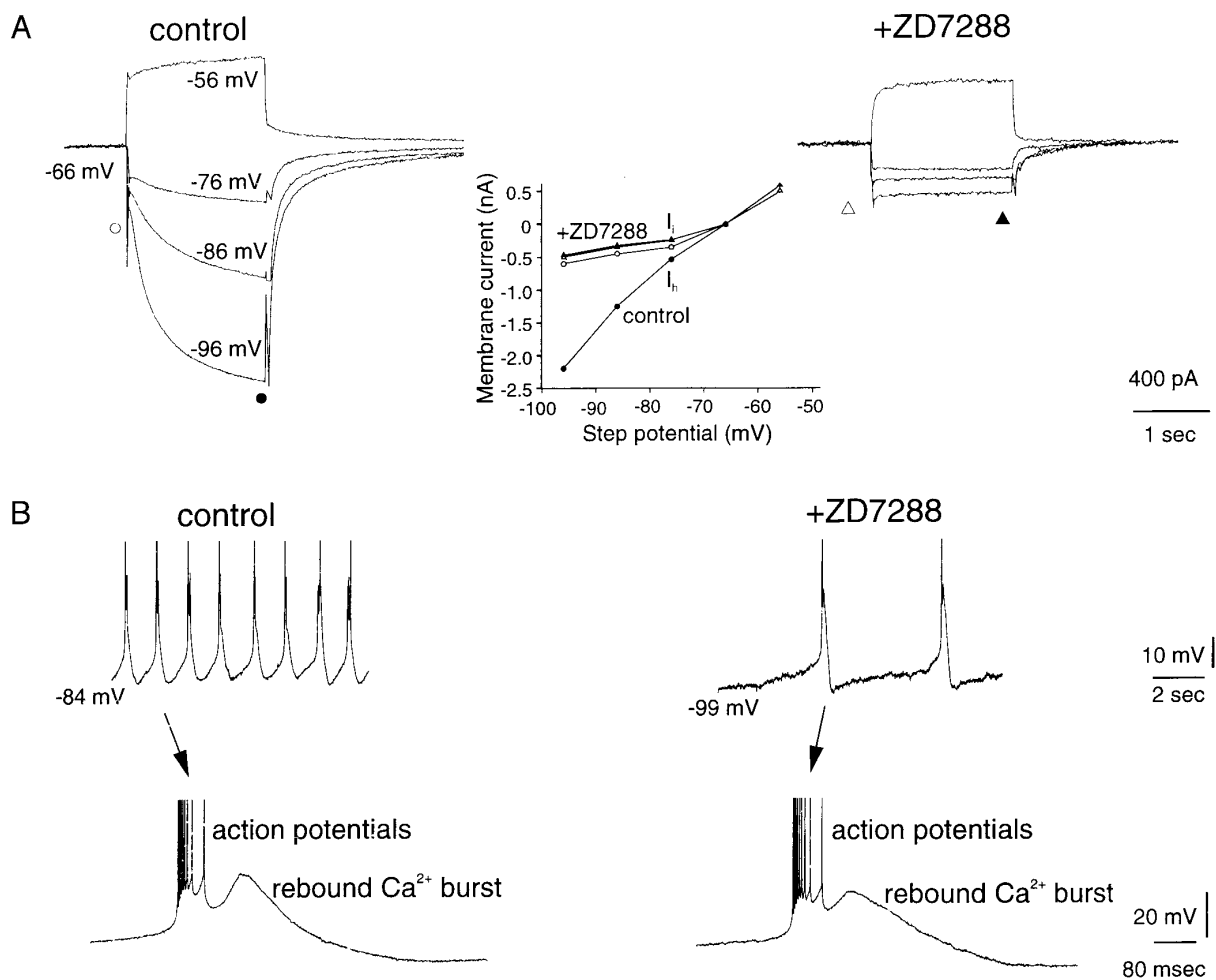 A
control
+ZD7288
-56 mV
-66 mV
-76 mV
-86 mV
-96 mV
Membrane current (nA)
0.5
0
-0.5
-1.0
-1.5
-2.0
-2.5
+ZD7288
Ii
Ih
control
-100 -90 -80 -70 -60 -50
Step potential (mV)
400 pA
1 sec
B
control
+ZD7288
-84 mV
-99 mV
10 mV
2 sec
action potentials
rebound Ca2+ burst
action potentials
rebound Ca2+ burst
20 mV
80 msec